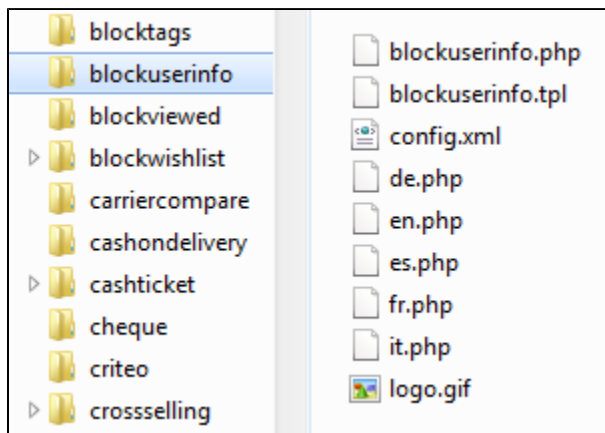 blocktags
blockuserinfo
blockviewed
blockwishlist
carriercompare
cashondelivery
cashticket
cheque
criteo
crossselling
blockuserinfo.php
blockuserinfo.tpl
config.xml
de.php
en.php
es.php
fr.php
it.php
logo.gif